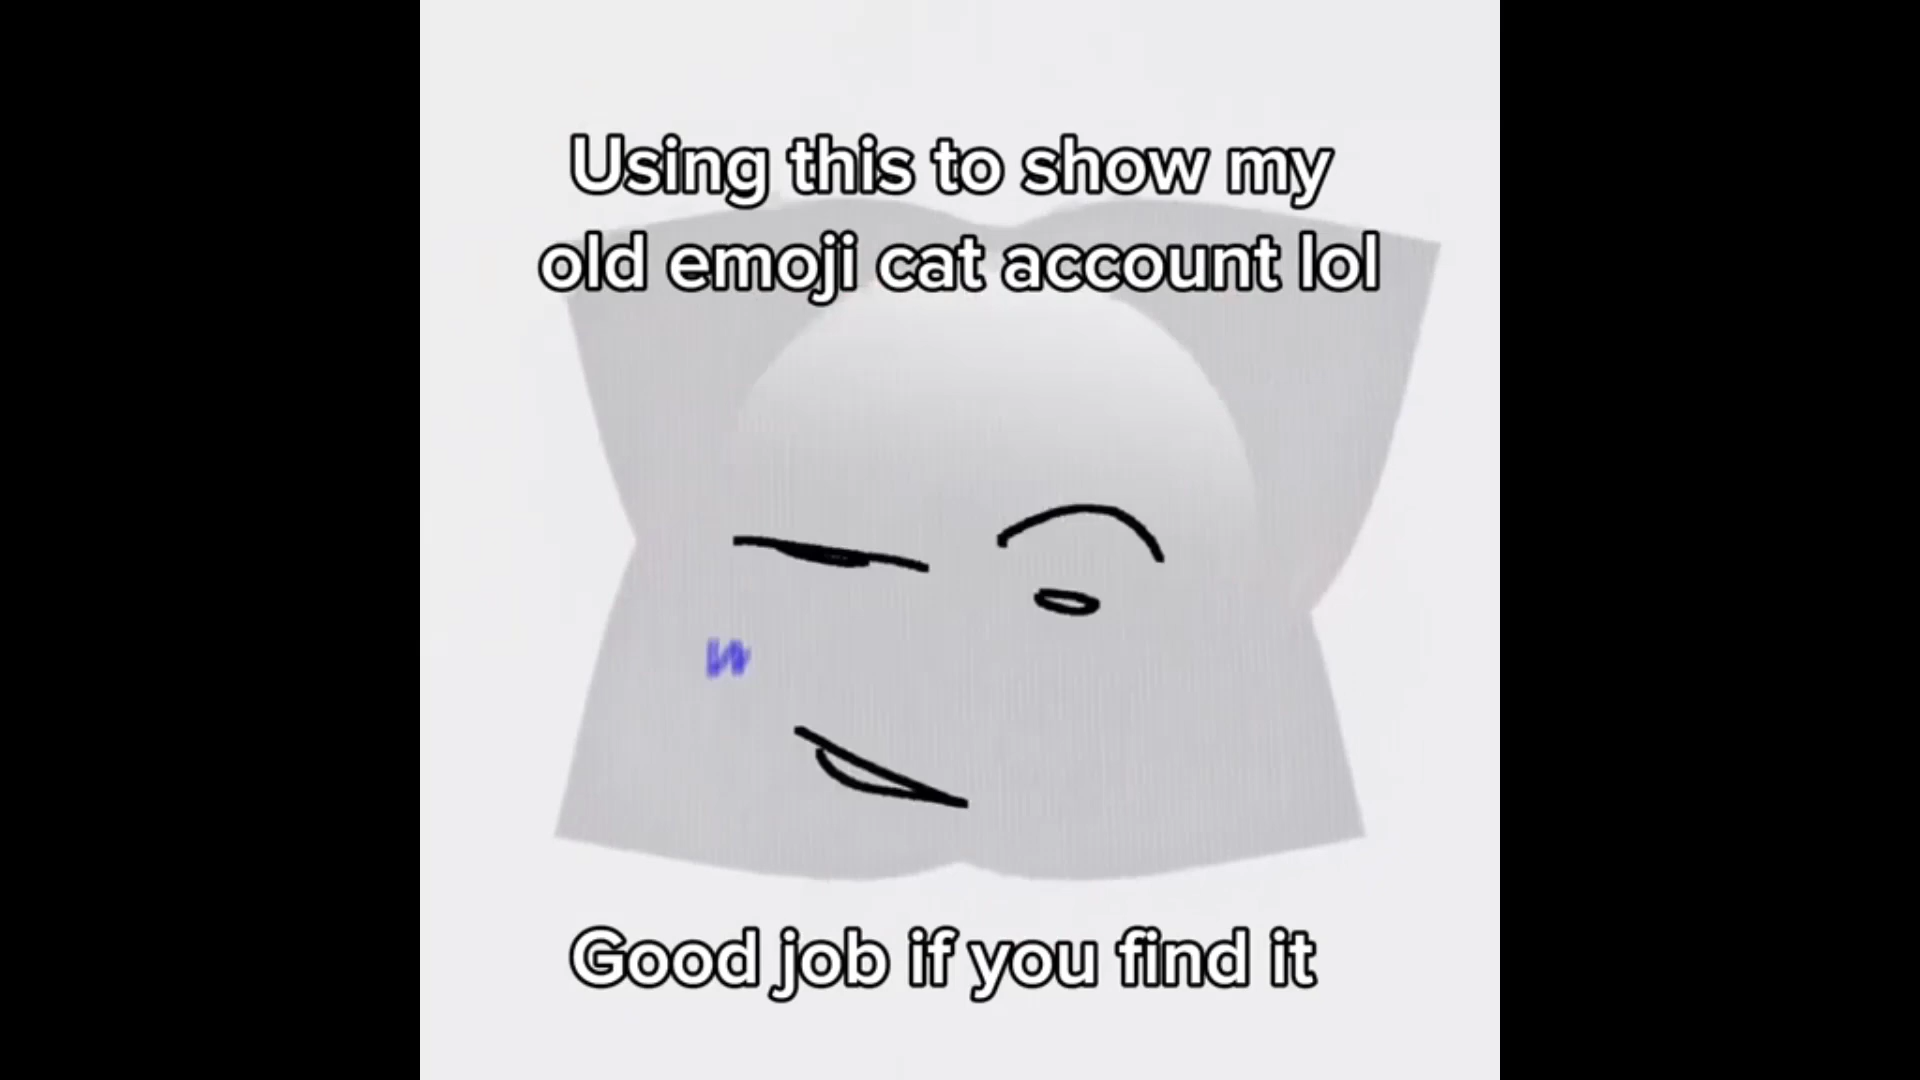 Using this to show my
old emoji cat account lol
Good job if you find it